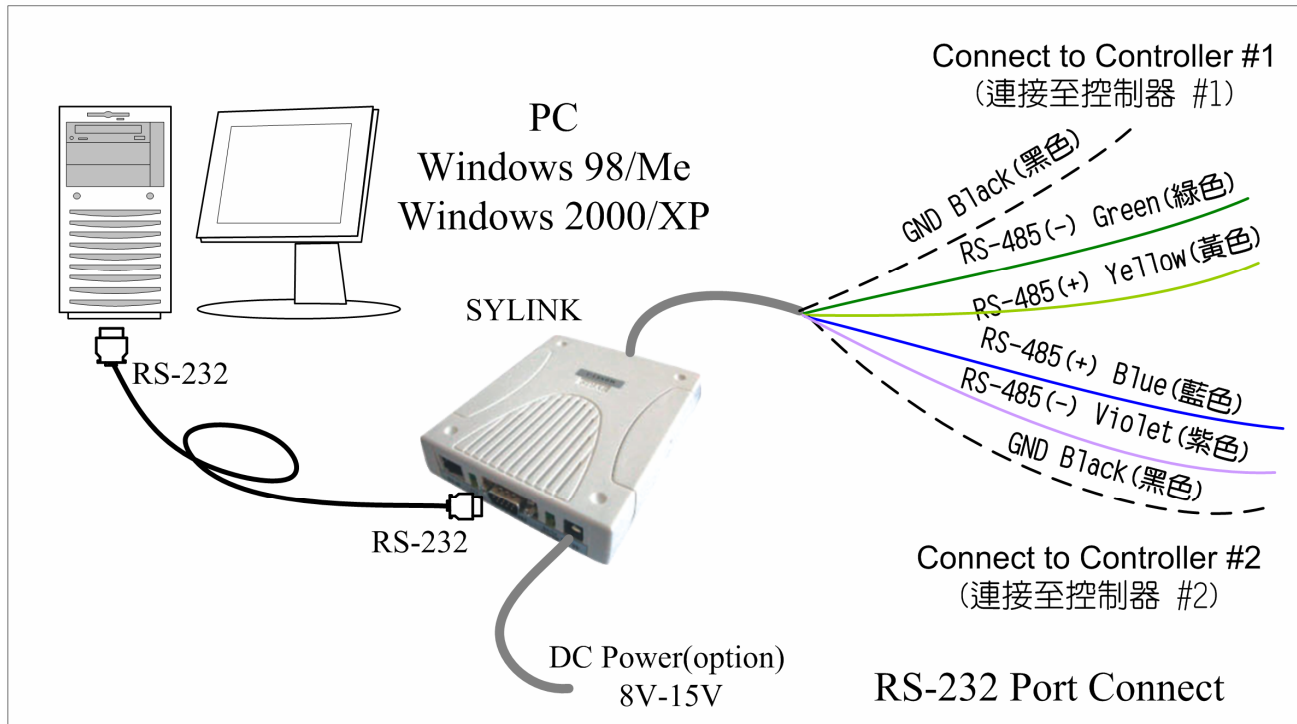 Connect to Controller #1
(連接至控制器 #1)
PC
Windows 98/Me
Windows 2000/XP
GND Black(黑色)
RS-485(-) Green(綠色)
RS-485(+) Yellow(黃色)
SYLINK
RS-485(+) Blue(藍色)
RS-232
RS-485(-) Violet(紫色)
GND Black(黑色)
RS-232
Connect to Controller #2
(連接至控制器 #2)
DC Power(option)
8V-15V
RS-232 Port Connect